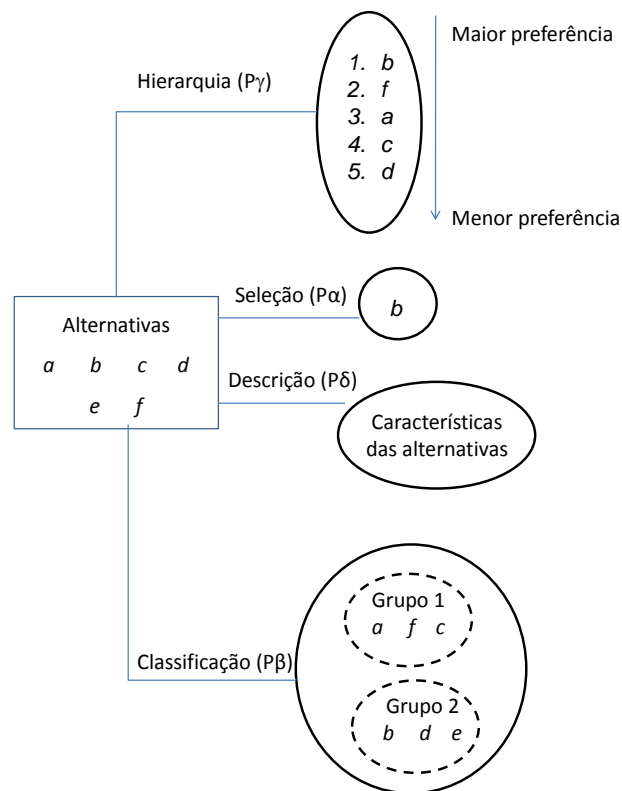 Maior preferência
Hierarquia (Pγ)
1. b
2. f
3. a
4. c
5. d
Menor preferência
Seleção (Pα)
b
Alternativas
a b c d
e f
Descrição (Pδ)
Características
das alternativas
Classificação (Pβ)
Grupo 1
a f c
Grupo 2
b d e